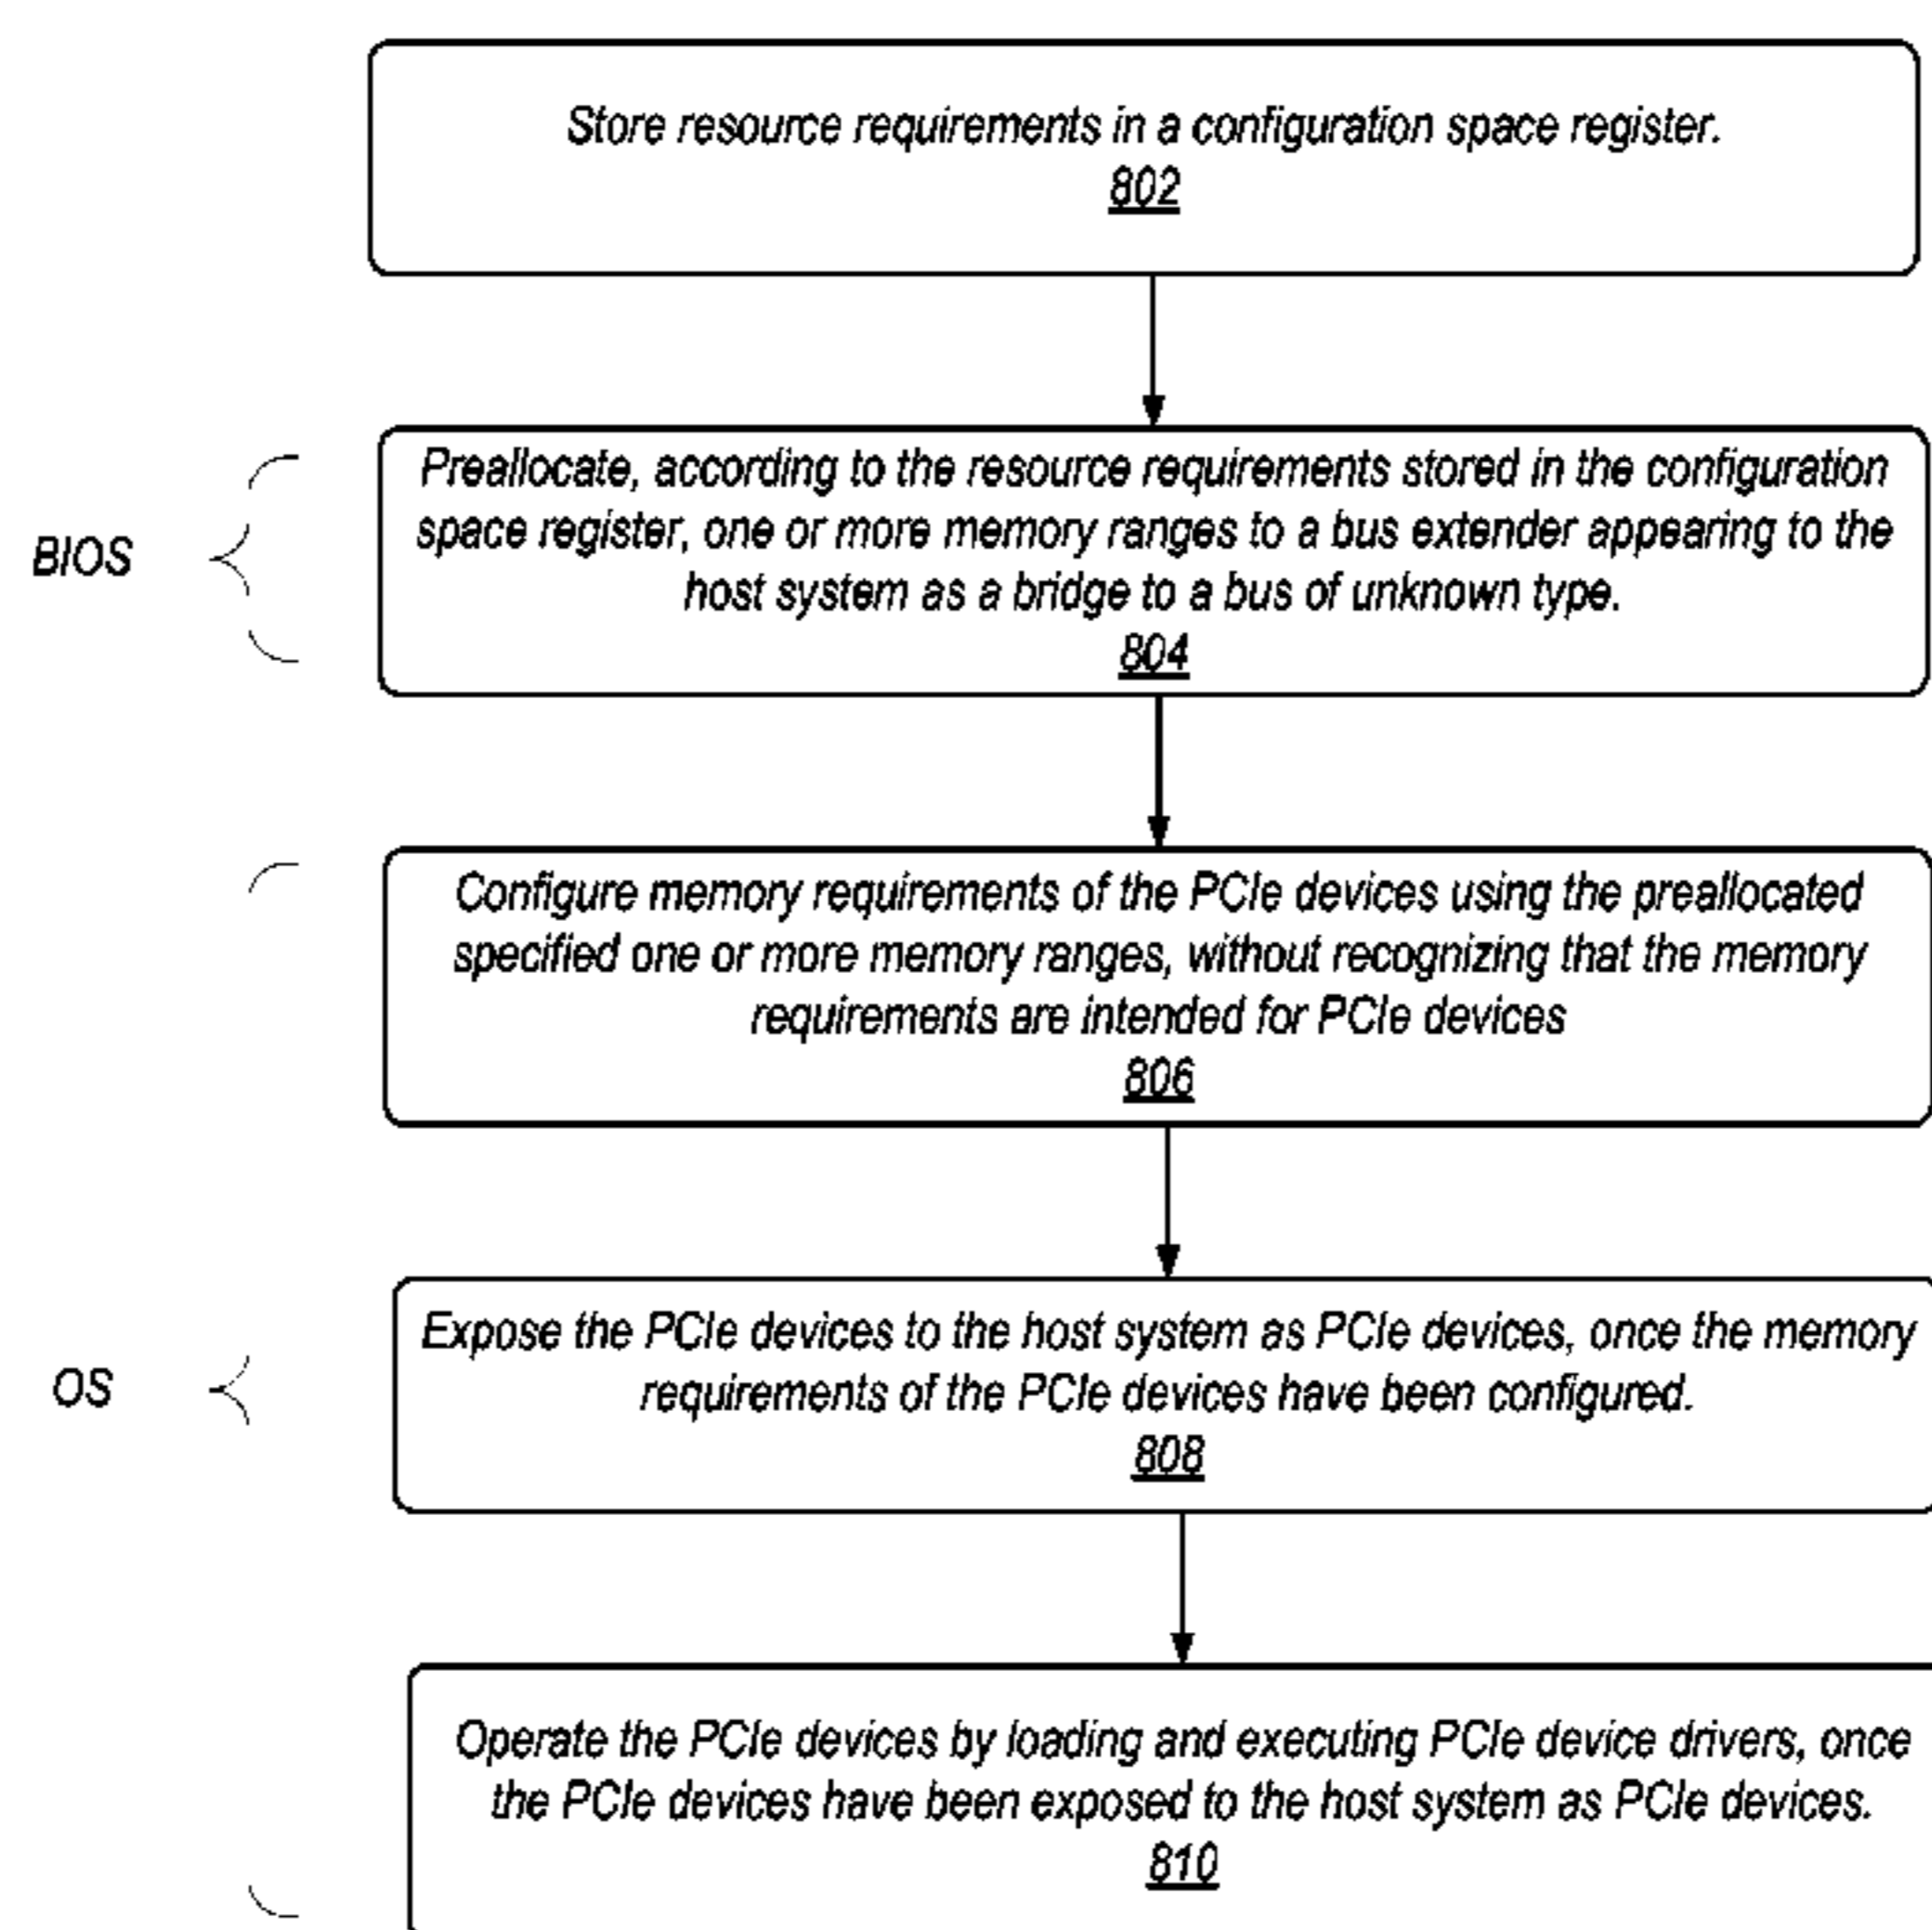 Store resource requirements in a configuration space register.
802
BIOS
Preallocate, according to the resource requirements stored in the configuration
space register, one or more memory ranges to a bus extender appearing to the
host system as a bridge to a bus of unknown type.
804
Configure memory requirements of the PCIe devices using the preallocated
specified one or more memory ranges, without recognizing that the memory
requirements are intended for PCIe devices
806
OS
Expose the PCIe devices to the host system as PCIe devices, once the memory
requirements of the PCIe devices have been configured.
808
Operate the PCIe devices by loading and executing PCIe device drivers, once
the PCIe devices have been exposed to the host system as PCIe devices.
810